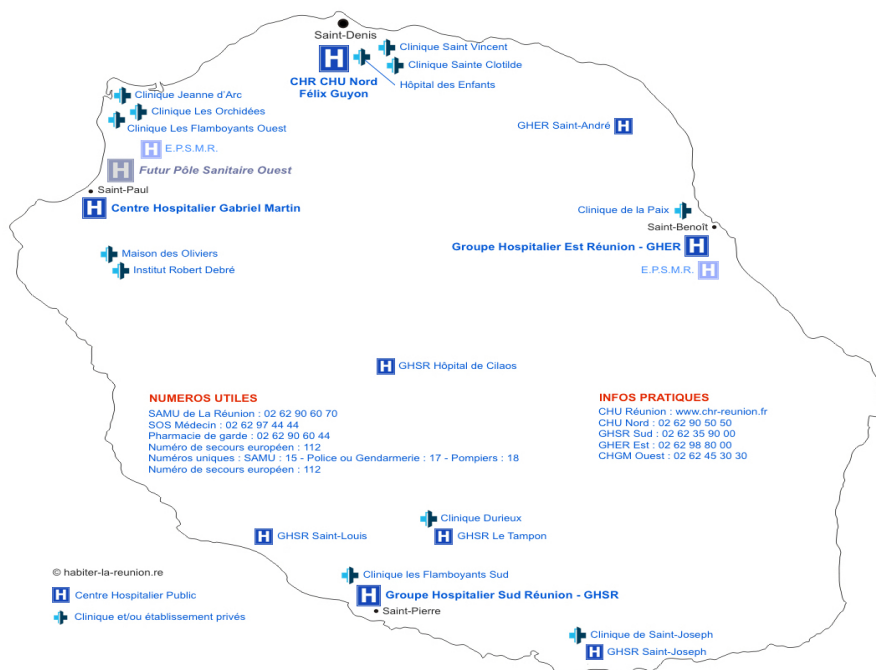 Saint-Denis
Clinique Saint Vincent
Clinique Sainte Clotilde
CHR CHU Nord
Félix Guyon
Hôpital des Enfants
Clinique Jeanne d'Arc
Clinique Les Orchidées
Clinique Les Flamboyants Ouest
GHER Saint-André
E.P.S.M.R.
Futur Pôle Sanitaire Ouest
Saint-Paul
Centre Hospitalier Gabriel Martin
Clinique de la Paix
Saint-Benoît
Groupe Hospitalier Est Réunion - GHER
E.P.S.M.R.
Maison des Oliviers
Institut Robert Debré
GHSR Hôpital de Cilaos
NUMEROS UTILES
SAMU de La Réunion : 02 62 90 60 70
SOS Médecin : 02 62 97 44 44
Pharmacie de garde : 02 62 90 60 44
Numéro de secours européen : 112
Numéros uniques : SAMU : 15 - Police ou Gendarmerie : 17 - Pompiers : 18
Numéro de secours européen : 112
INFOS PRATIQUES
CHU Réunion : www.chr-reunion.fr
CHU Nord : 02 62 90 50 50
GHSR Sud : 02 62 35 90 00
GHER Est : 02 62 98 80 00
CHGM Ouest : 02 62 45 30 30
Clinique Durieux
GHSR Saint-Louis
GHSR Le Tampon
© habiter-la-reunion.re
Clinique les Flamboyants Sud
H Centre Hospitalier Public
Groupe Hospitalier Sud Réunion - GHSR
Saint-Pierre
Clinique et/ou établissement privés
Clinique de Saint-Joseph
GHSR Saint-Joseph